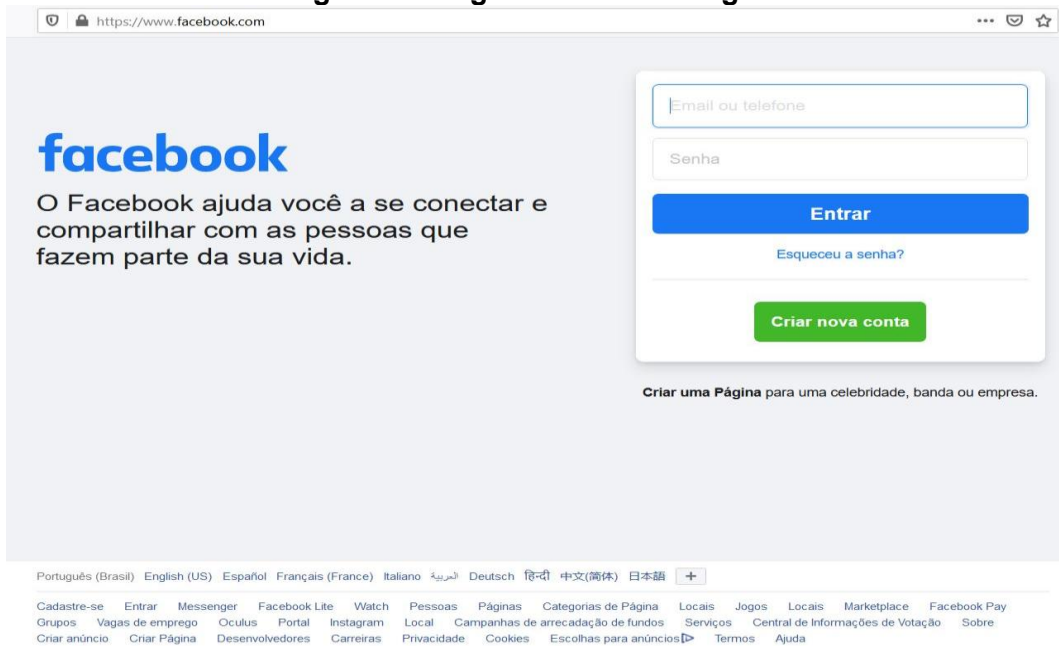 https://www.facebook.com
facebook
O Facebook ajuda você a se conectar e
compartilhar com as pessoas que
fazem parte da sua vida.
Email ou telefone
Senha
Entrar
Esqueceu a senha?
Criar nova conta
Criar uma Página para uma celebridade, banda ou empresa.
Português (Brasil) English (US) Español Français (France) Italiano العربية Deutsch हिन्दी 中文(简体) 日本語 +
Cadastre-se Entrar Messenger Facebook Lite Watch Pessoas Páginas Categorias de Página Locais Jogos Locais Marketplace Facebook Pay
Grupos Vagas de emprego Oculus Portal Instagram Local Campanhas de arrecadação de fundos Serviços Central de Informações de Votação Sobre
Criar anúncio Criar Página Desenvolvedores Carreiras Privacidade Cookies Escolhas para anúncios Termos Ajuda